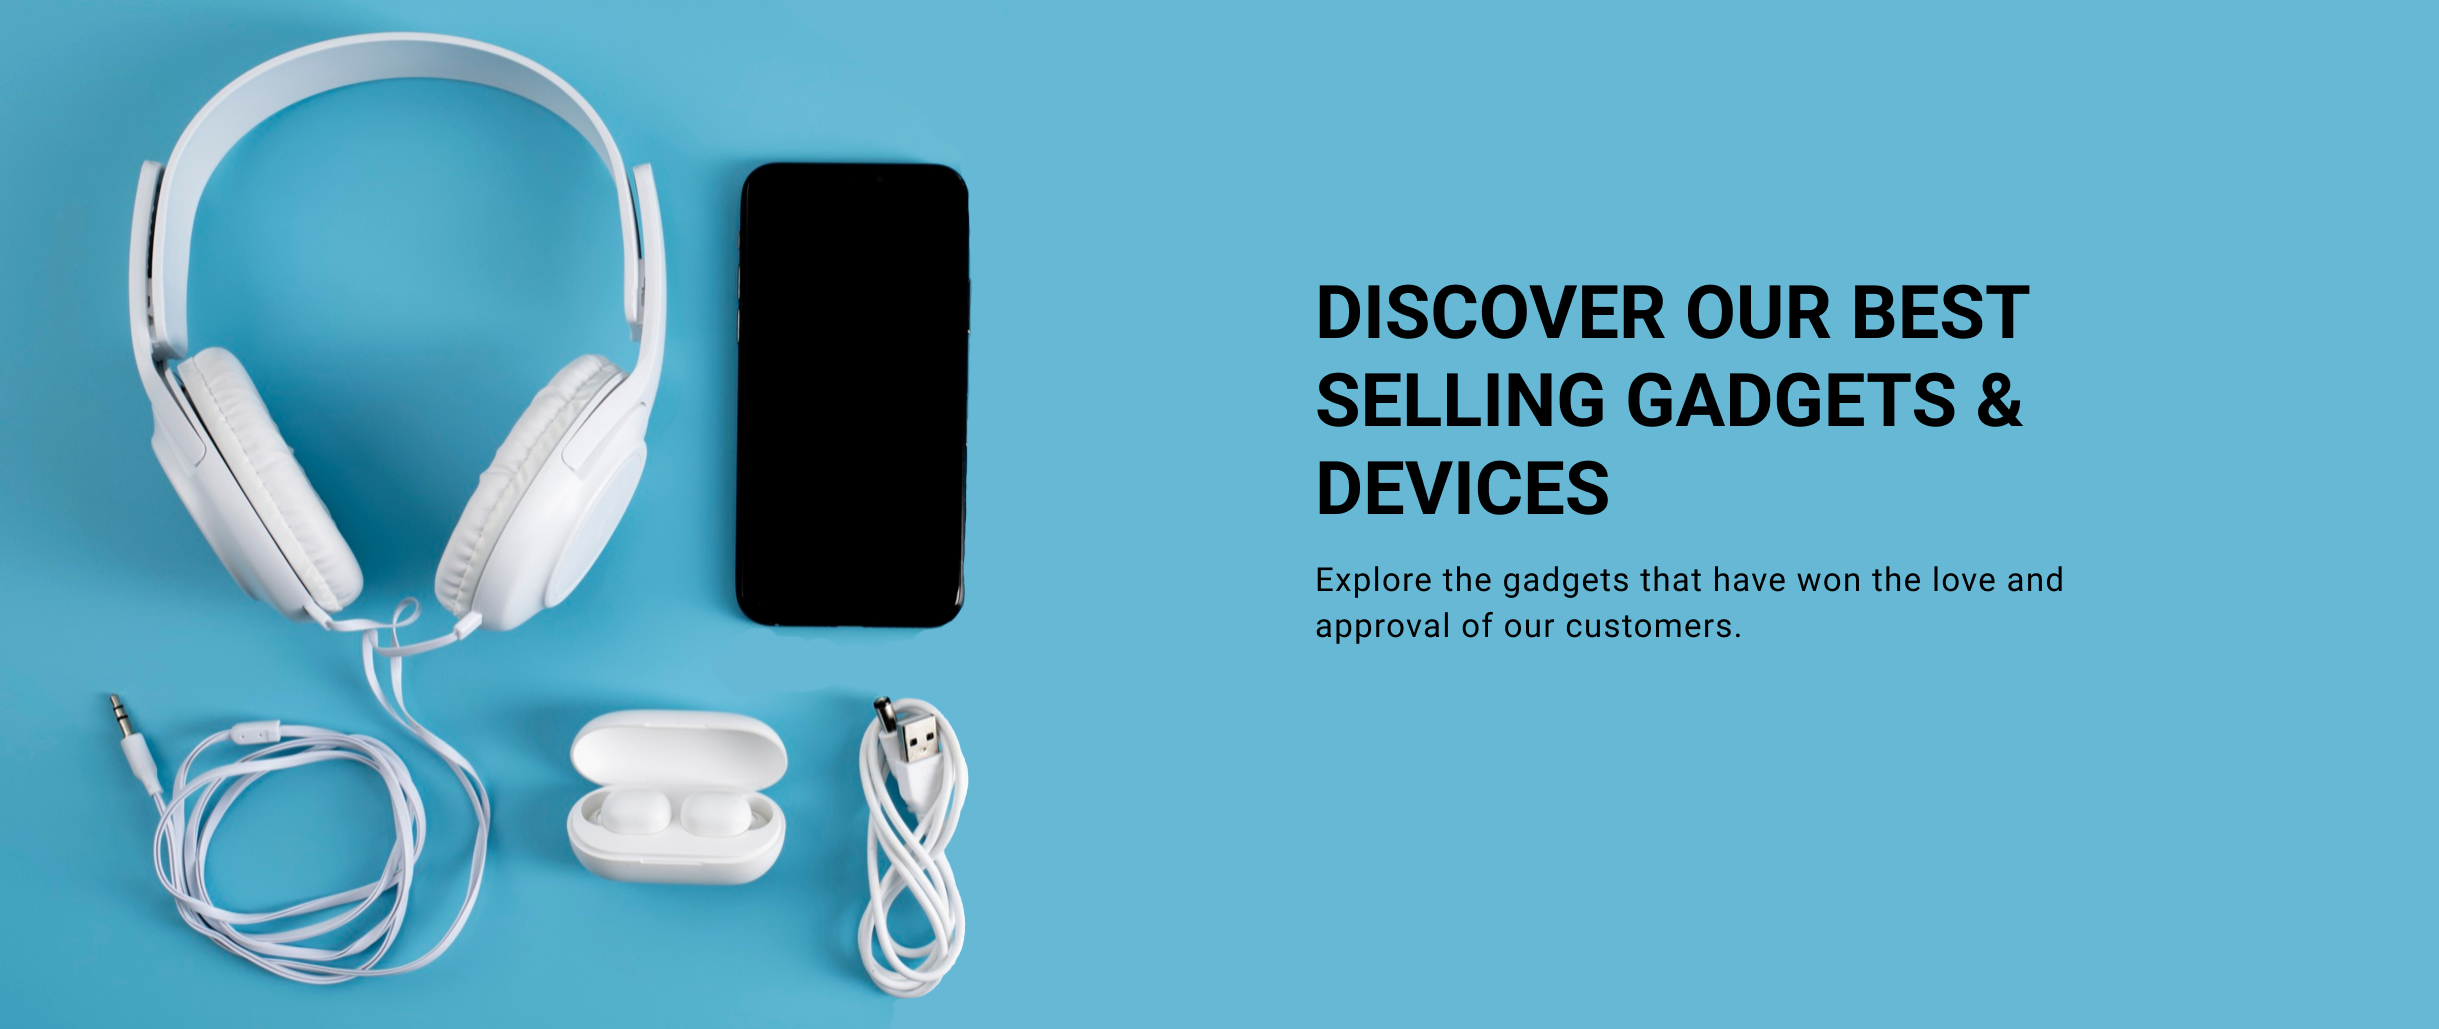 DISCOVER OUR BEST
SELLING GADGETS &
DEVICES
Explore the gadgets that have won the love and
approval of our customers.